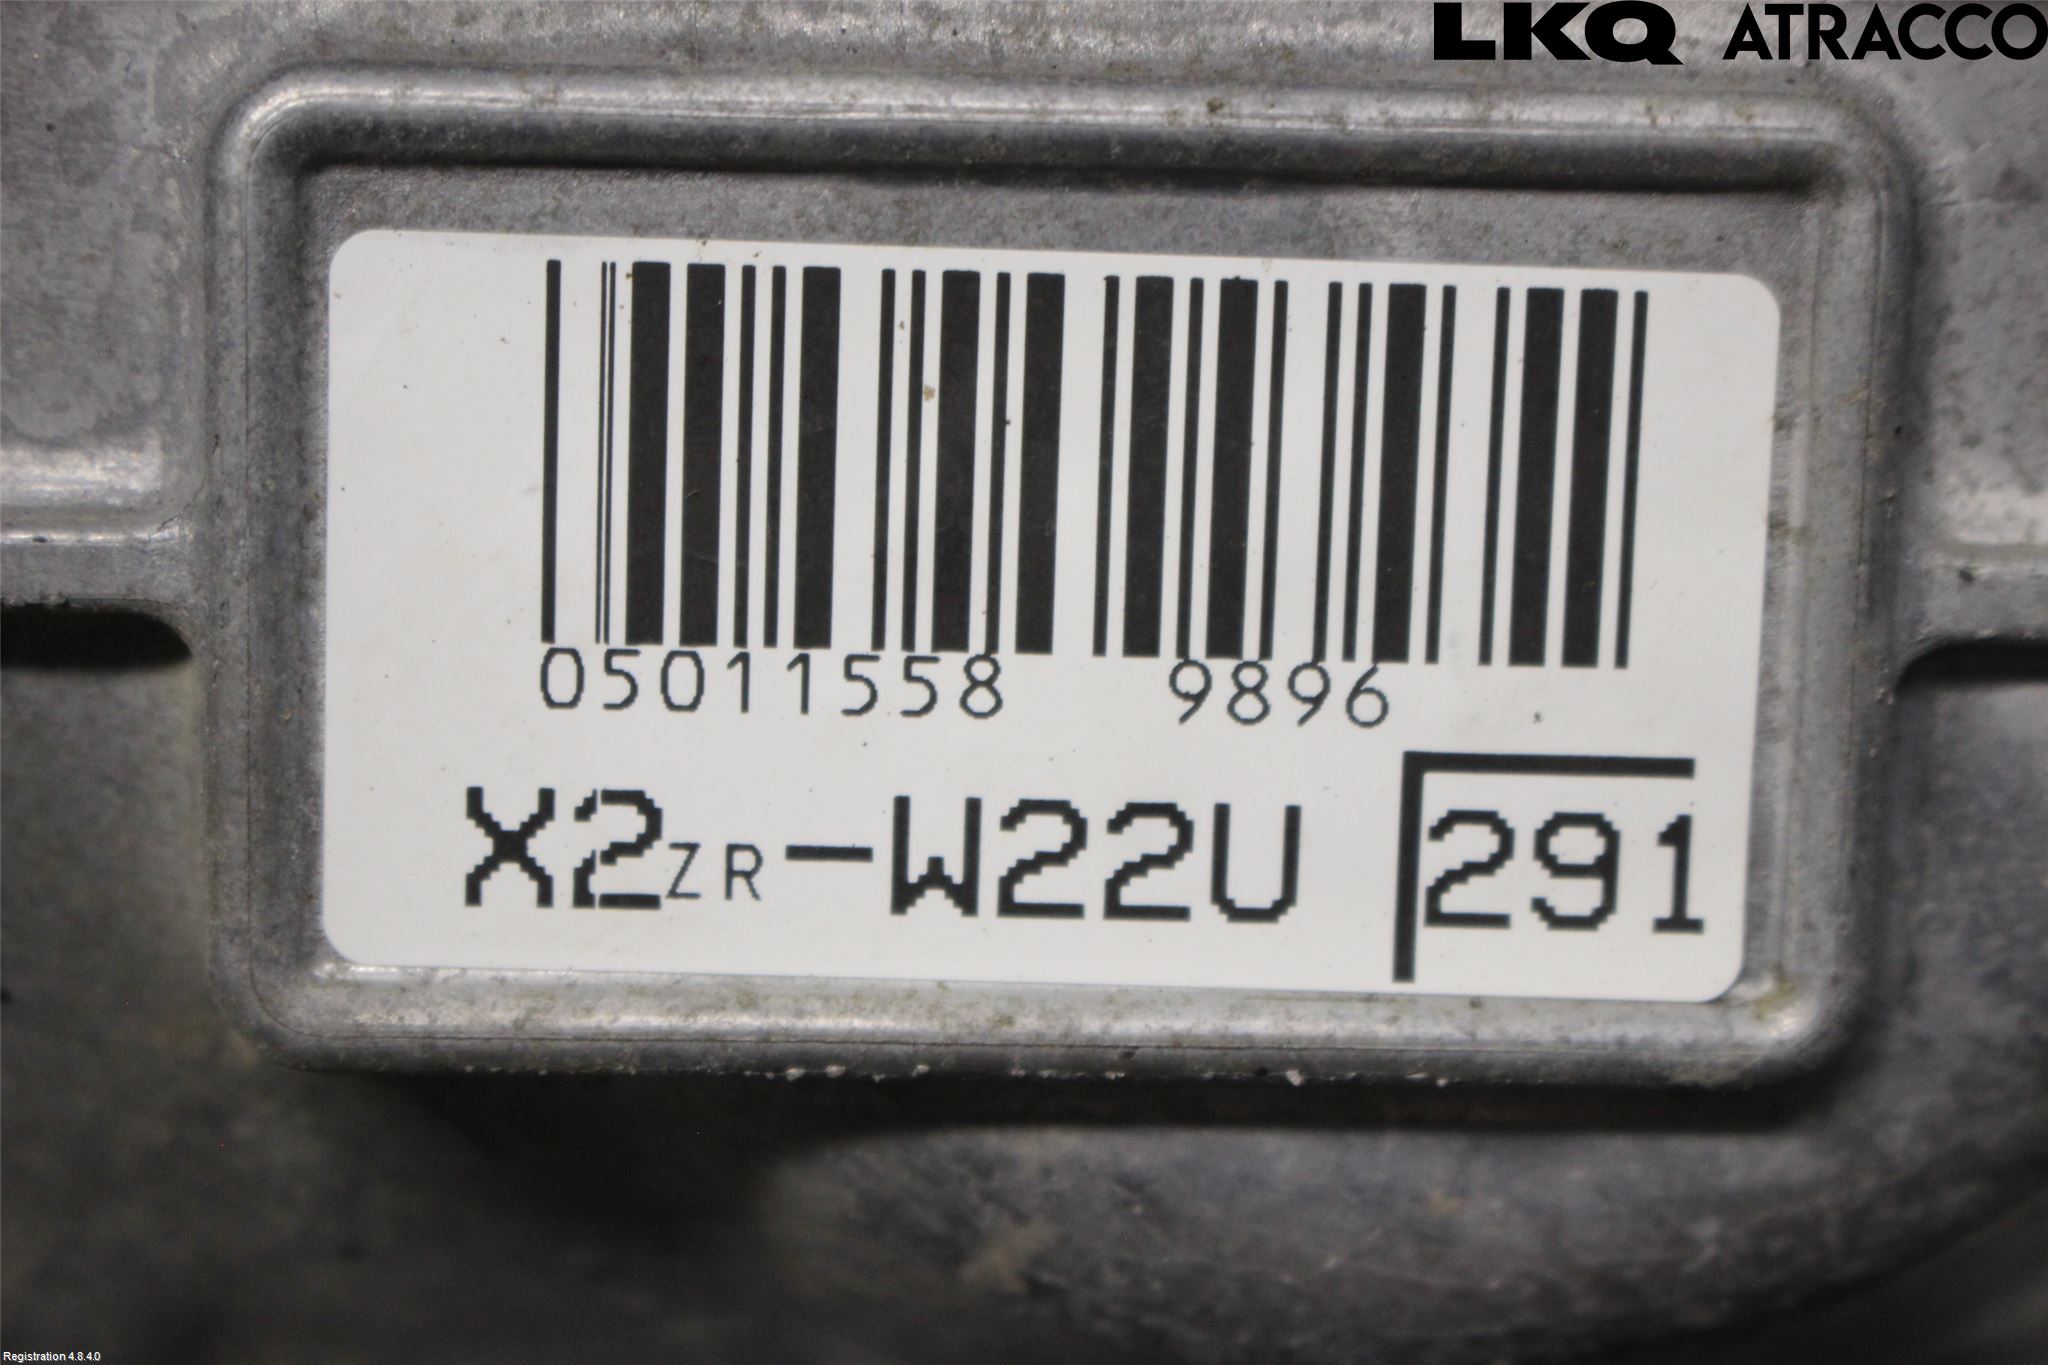 LKQ ATRACCO
05011558 9896
X2ZR-W22U 291
Registration 4.8.4.0